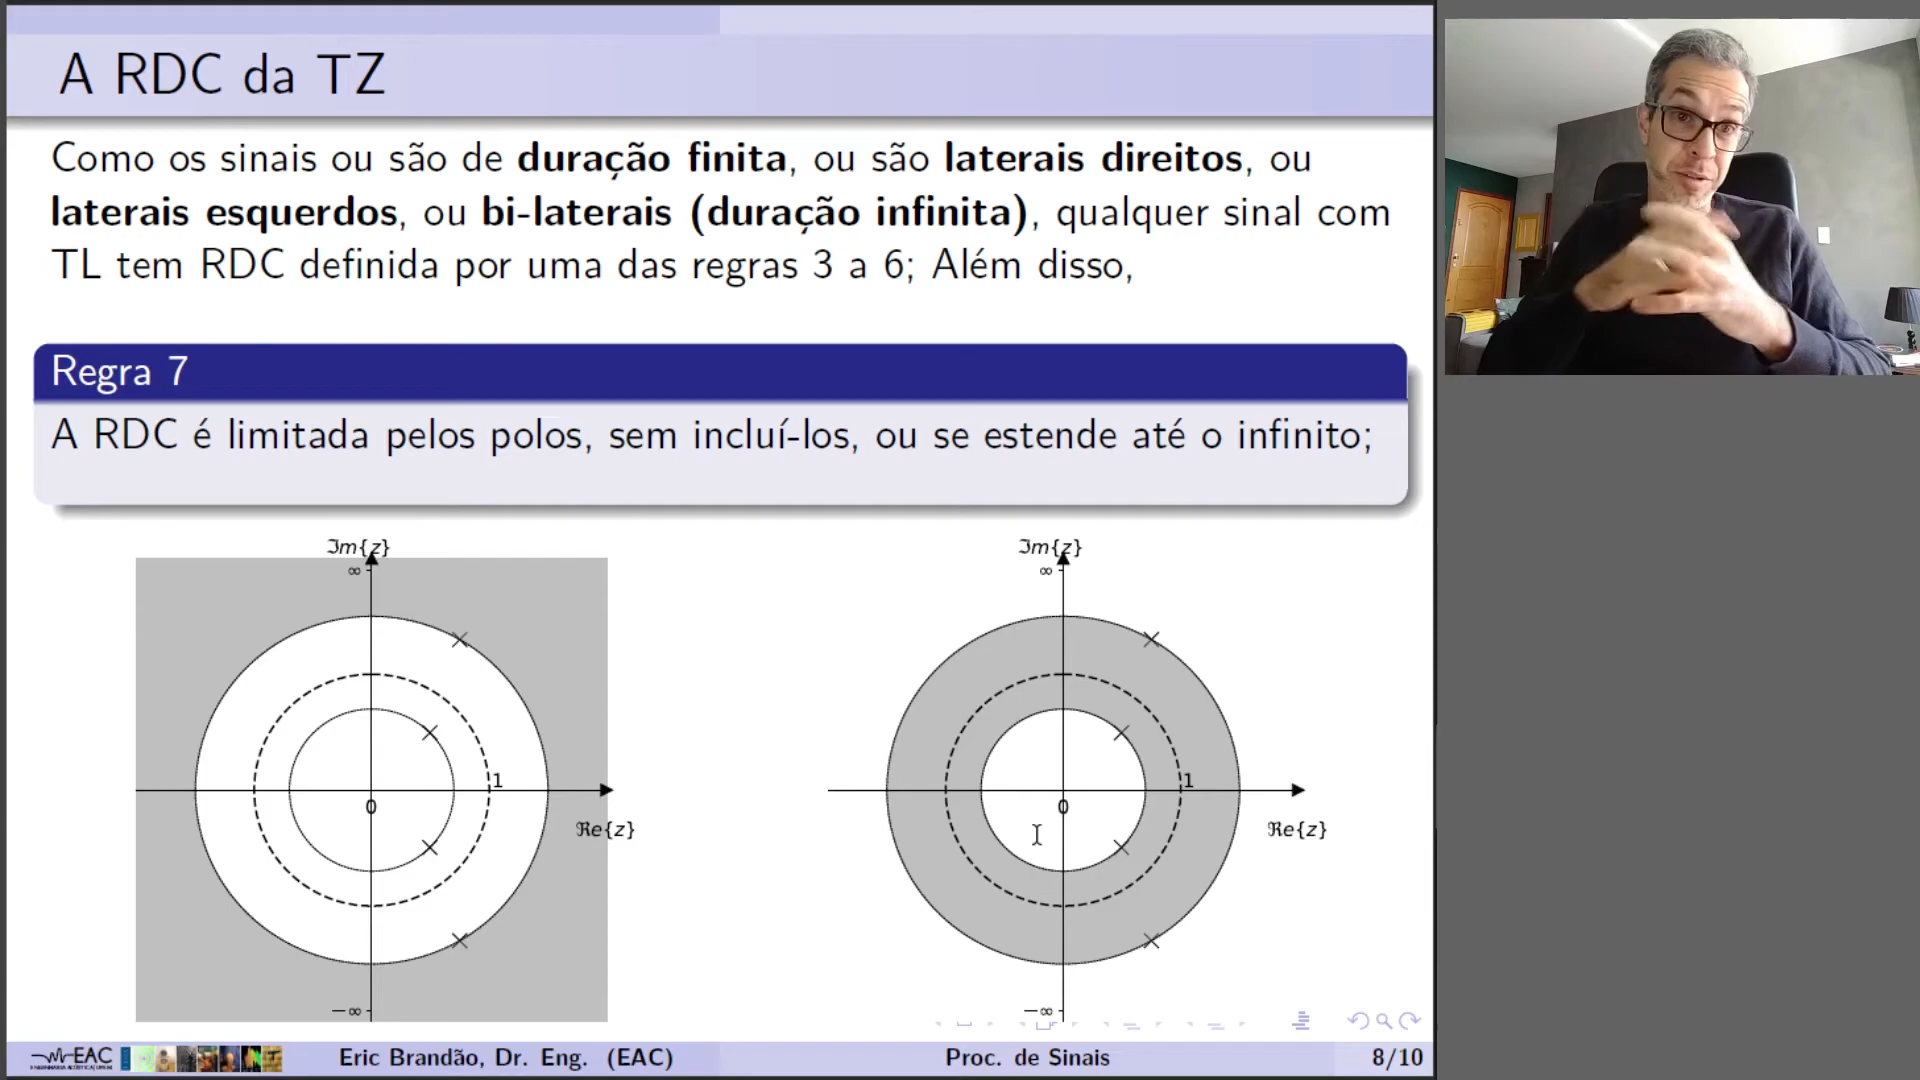 A RDC da TZ
Como os sinais ou são de duração finita, ou são laterais direitos, ou
laterais esquerdos, ou bi-laterais (duração infinita), qualquer sinal com
TL tem RDC definida por uma das regras 3 a 6; Além disso,
Regra 7
A RDC é limitada pelos polos, sem incluí-los, ou se estende até o infinito;
ℑm{z}
∞
1
0
ℜe{z}
−∞
ℑm{z}
∞
1
0
ℜe{z}
−∞
EAC
Eric Brandão, Dr. Eng. (EAC)
Proc. de Sinais
8/10